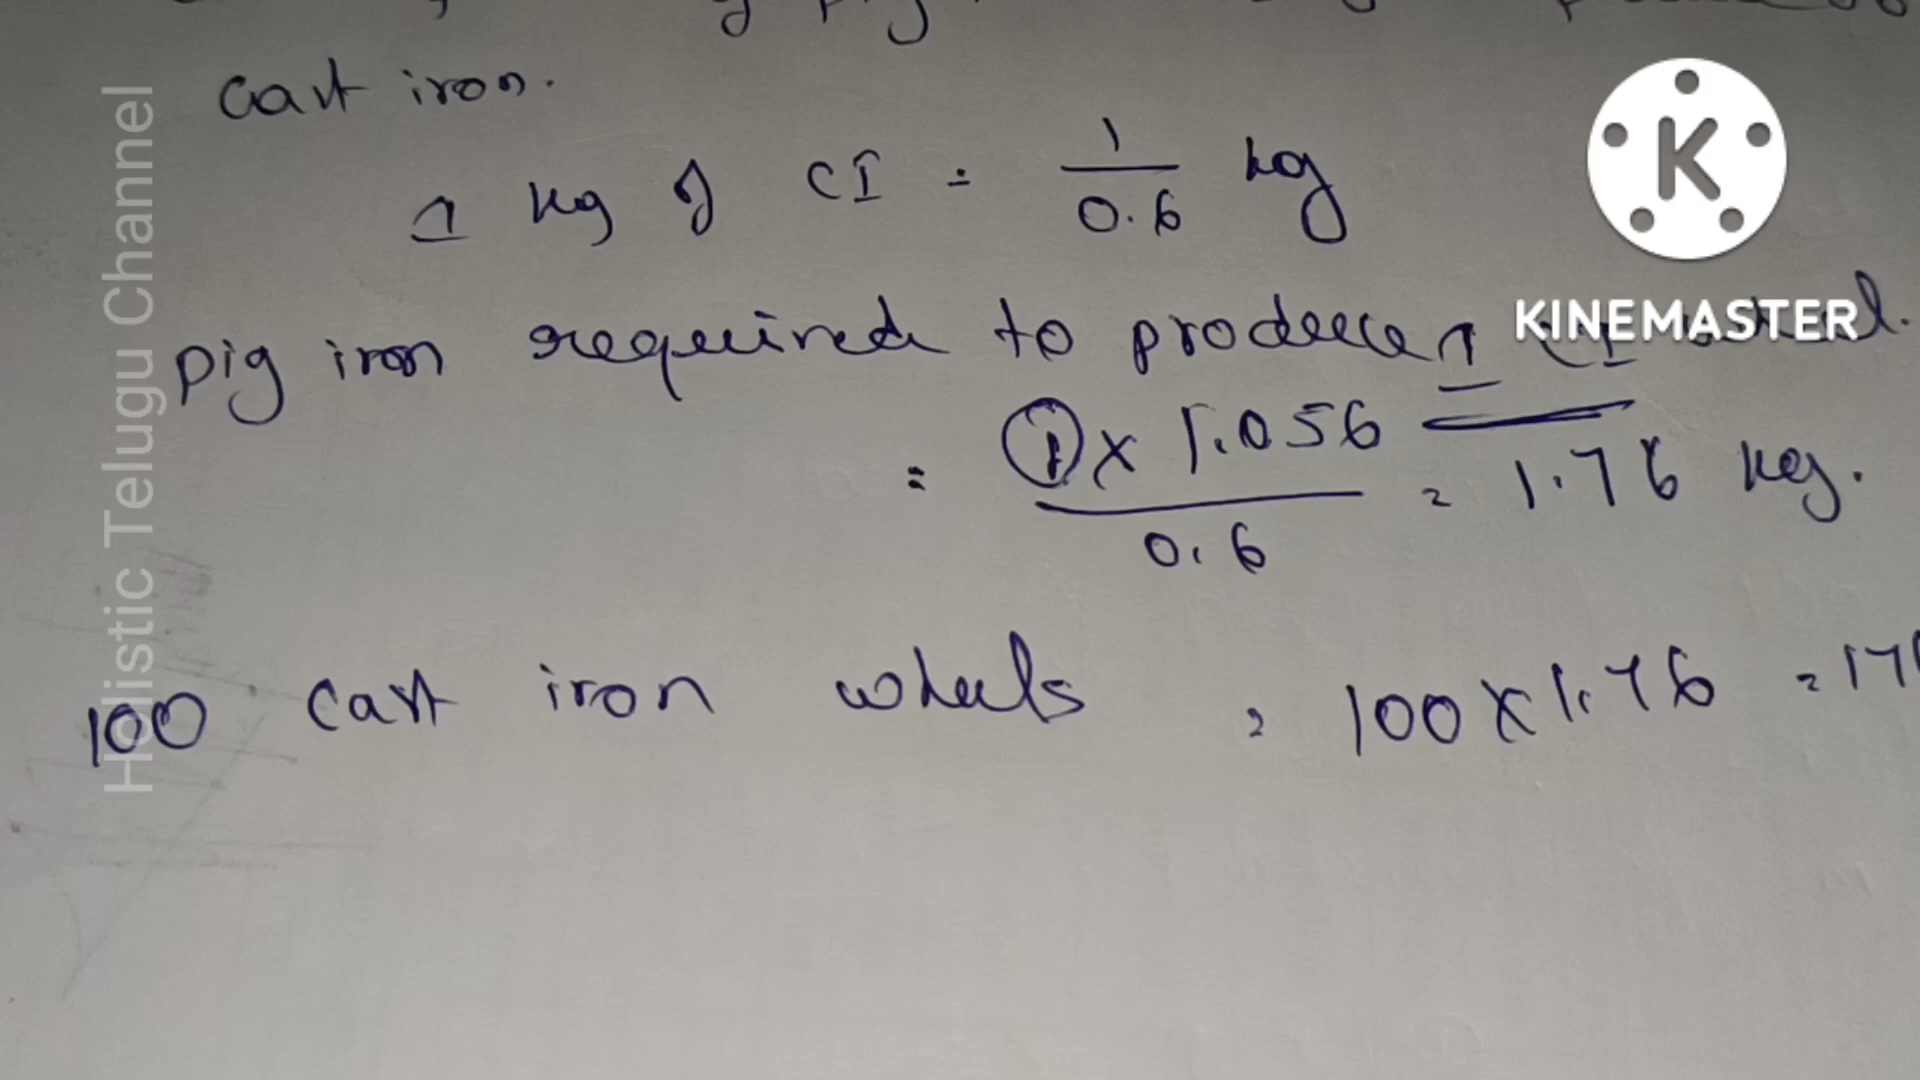 cast iron.
1 kg of CI = 1/0.6 kg
KINEMASTER
pig iron required to produce 1 CI
= 1 x 1.056 / 0.6 = 1.76 kg.
100 cast iron wheels = 100 x 1.76 = 17
Holistic Telugu Channel